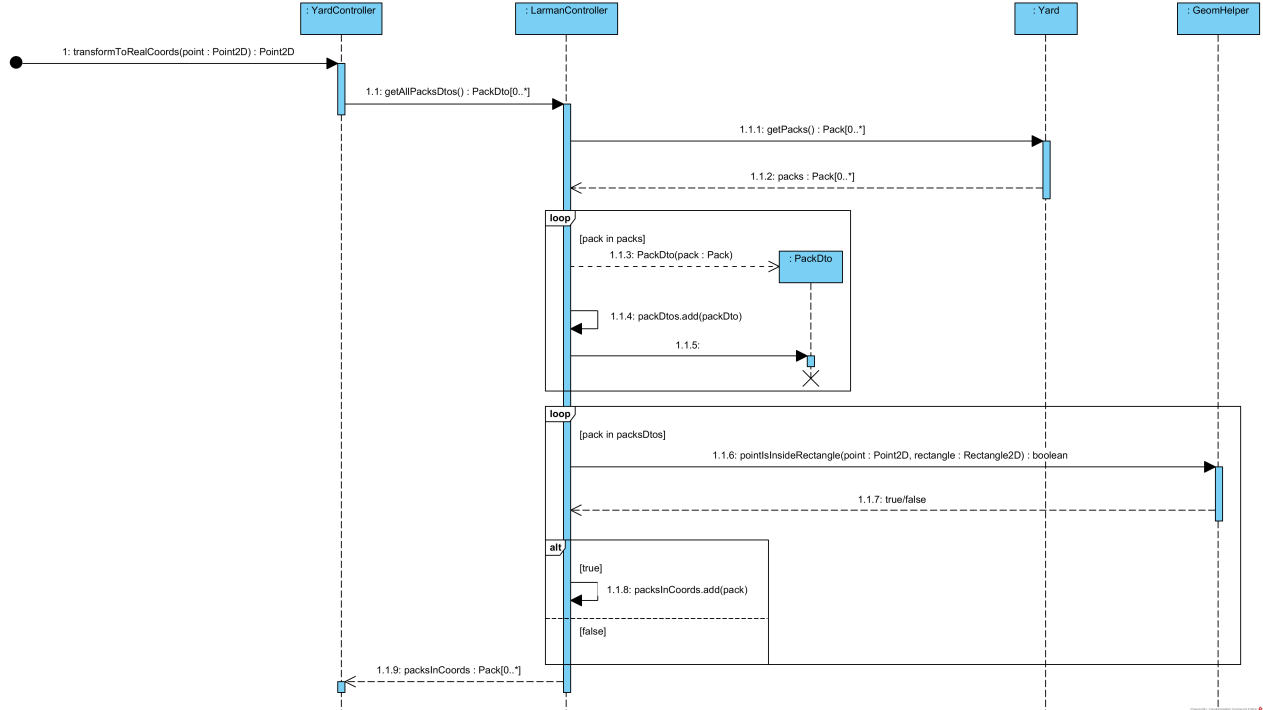 : YardController
: LarmanController
: Yard
: GeomHelper
1: transformToRealCoords(point : Point2D) : Point2D
1.1: getAllPacksDtos() : PackDto[0..*]
1.1.1: getPacks() : Pack[0..*]
1.1.2: packs : Pack[0..*]
loop
[pack in packs]
1.1.3: PackDto(pack : Pack)
: PackDto
1.1.4: packDtos.add(packDto)
1.1.5:
loop
[pack in packsDtos]
1.1.6: pointIsInsideRectangle(point : Point2D, rectangle : Rectangle2D) : boolean
1.1.7: true/false
alt
[true]
1.1.8: packsInCoords.add(pack)
[false]
1.1.9: packsInCoords : Pack[0..*]